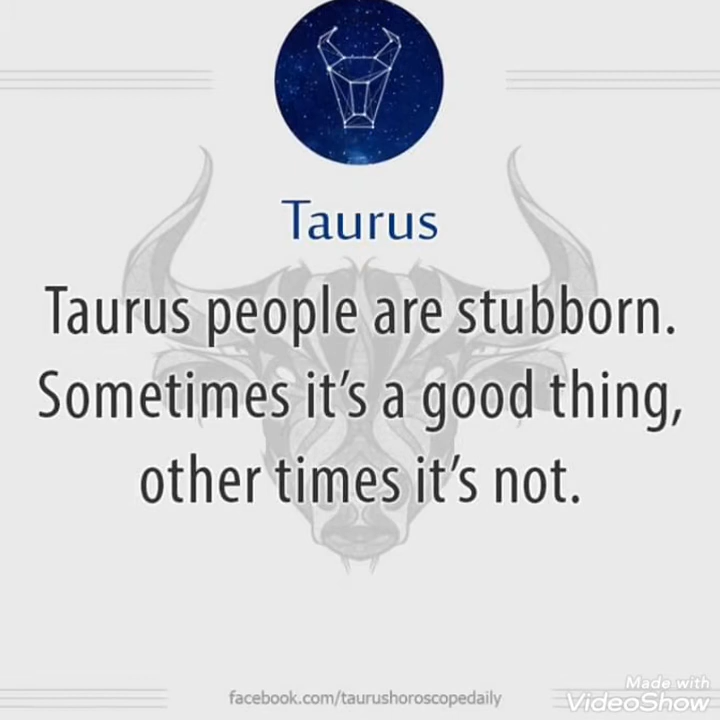 Taurus
Taurus people are stubborn.
Sometimes it's a good thing,
other times it's not.
facebook.com/taurushoroscopedaily
Made with
VideoShow